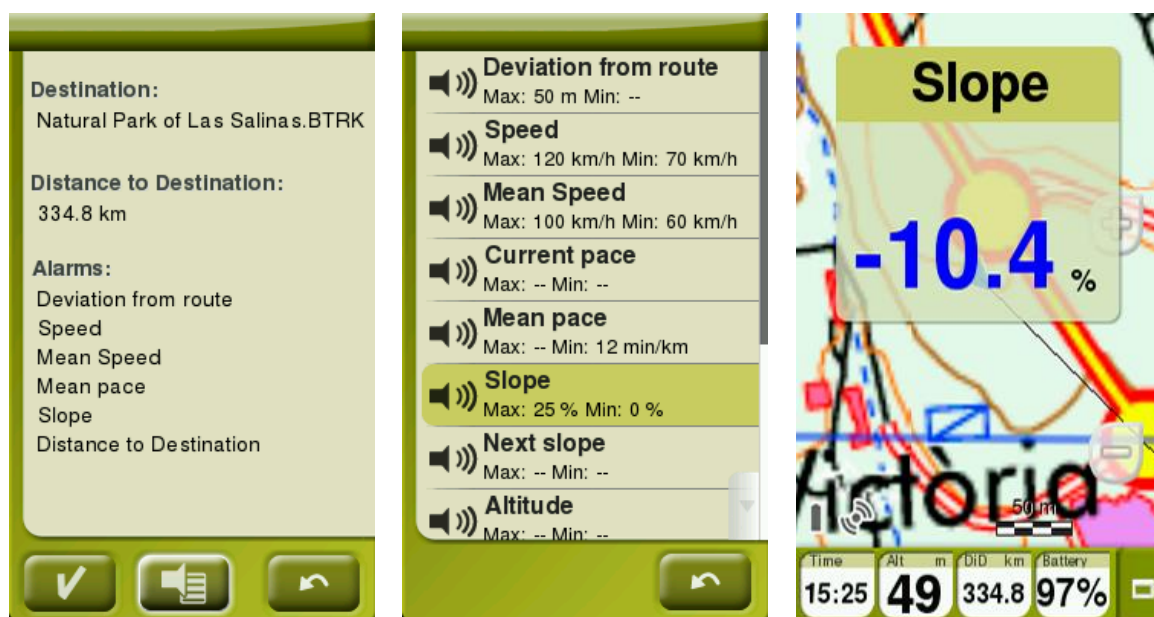 Destination:
Natural Park of Las Salinas.BTRK
Distance to Destination:
334.8 km
Alarms:
Deviation from route
Speed
Mean Speed
Mean pace
Slope
Distance to Destination
Deviation from route
Max: 50 m Min: --
Speed
Max: 120 km/h Min: 70 km/h
Mean Speed
Max: 100 km/h Min: 60 km/h
Current pace
Max: -- Min: --
Mean pace
Max: -- Min: 12 min/km
Slope
Max: 25 % Min: 0 %
Next slope
Max: -- Min: --
Altitude
Max: -- Min: --
Slope
-10.4 %
Victòria
50 m
Time
15:25
Alt m
49
DiD km
334.8
Battery
97%